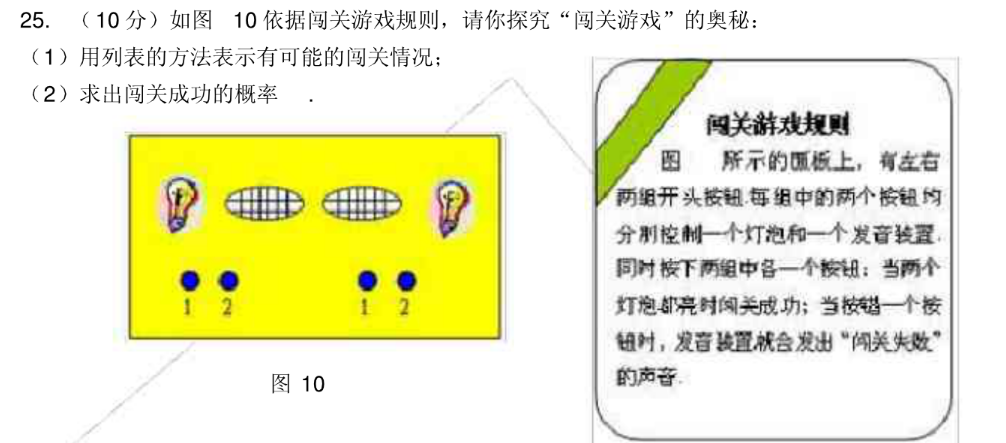 25. （10分）如图 10 依据闯关游戏规则，请你探究“闯关游戏”的奥秘：
（1）用列表的方法表示有可能的闯关情况；
（2）求出闯关成功的概率 .
1 2 1 2
图 10
闯关游戏规则
图 所示的面板上，有左右
两组开关按钮.每组中的两个按钮均
分别控制一个灯泡和一个发音装置.
同时按下两组中各一个按钮：当两个
灯泡都亮时闯关成功；当按错一个按
钮时，发音装置就会发出“闯关失败”
的声音.